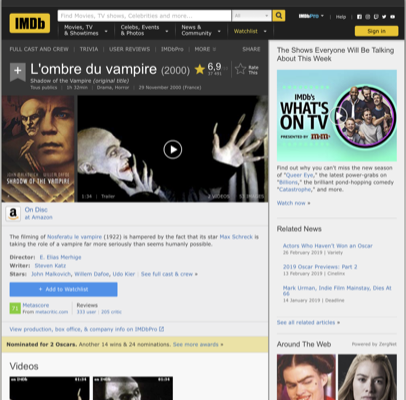 IMDb
Find Movies, TV shows, Celebrities and more...
All
IMDbPro
Help
Movies, TV & Showtimes
Celebs, Events & Photos
News & Community
Watchlist
Sign in
FULL CAST AND CREW | TRIVIA | USER REVIEWS | IMDbPro | MORE
SHARE
L'ombre du vampire (2000)
6,9
Rate This
Shadow of the Vampire (original title)
Tous publics | 1h 32min | Drama, Horror | 29 November 2000 (France)
SHADOW OF THE VAMPIRE
1:34 | Trailer
On Disc
at Amazon
The filming of Nosferatu le vampire (1922) is hampered by the fact that its star Max Schreck is
taking the role of a vampire far more seriously than seems humanly possible.
Director: E. Elias Merhige
Writer: Steven Katz
Stars: John Malkovich, Willem Dafoe, Udo Kier | See full cast & crew »
+ Add to Watchlist
Metascore
From metacritic.com
Reviews
331 user | 205 critic
View production, box office, & company info on IMDbPro
Nominated for 2 Oscars. Another 14 wins & 24 nominations. See more awards »
Videos
The Shows Everyone Will Be Talking
About This Week
IMDb's
WHAT'S
ON TV
PRESENTED BY
Find out why you can't miss the new season
of "Queer Eye," the latest power-grabs on
"Billions," the brilliant pond-hopping comedy
"Catastrophe," and more.
Watch now »
Related News
Actors Who Haven't Won an Oscar
26 February 2019 | Variety
2019 Oscar Previews: Part 2
13 February 2019 | Cinelinx
Mark Urman, Indie Film Mainstay, Dies At
66
14 January 2019 | Deadline
See all related articles »
Around The Web
Powered by ZergNet